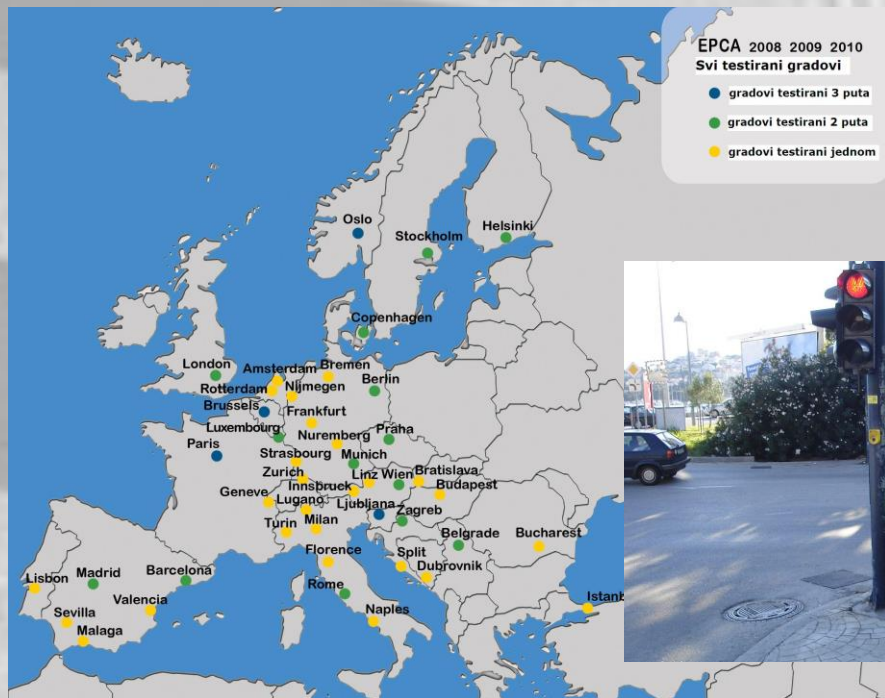 EPCA 2008 2009 2010
Svi testirani gradovi
gradovi testirani 3 puta
gradovi testirani 2 puta
gradovi testirani jednom
Oslo
Helsinki
Stockholm
Copenhagen
London
Amsterdam
Bremen
Rotterdam
Nijmegen
Berlin
Brussels
Frankfurt
Luxembourg
Praha
Paris
Nuremberg
Strasbourg
Munich
Zurich
Linz
Wien
Bratislava
Geneve
Innsbruck
Budapest
Lugano
Ljubljana
Zagreb
Turin
Milan
Belgrade
Bucharest
Florence
Split
Lisbon
Madrid
Barcelona
Rome
Dubrovnik
Istanb
Sevilla
Valencia
Naples
Malaga